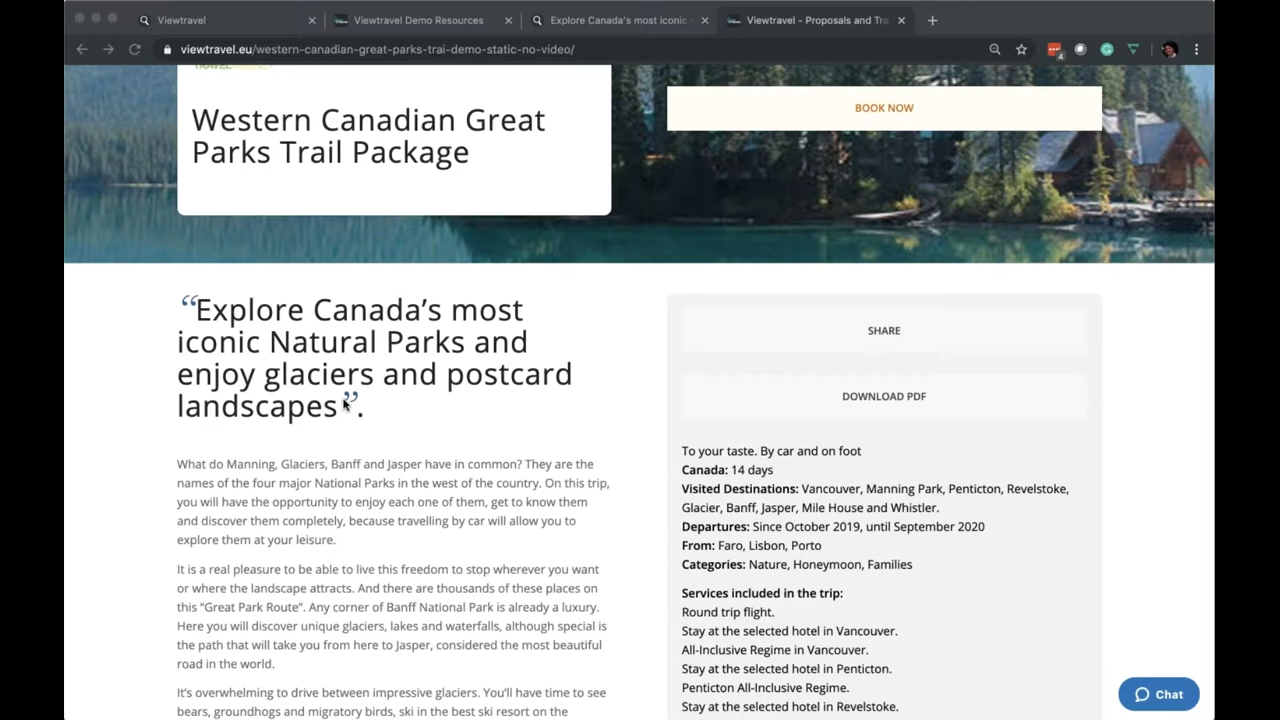 Viewtravel
Viewtravel Demo Resources
Explore Canada's most iconic
Viewtravel - Proposals and Tra
viewtravel.eu/western-canadian-great-parks-trai-demo-static-no-video/
4
TRAVEL
Western Canadian Great
Parks Trail Package
BOOK NOW
“Explore Canada’s most
iconic Natural Parks and
enjoy glaciers and postcard
landscapes”.
What do Manning, Glaciers, Banff and Jasper have in common? They are the
names of the four major National Parks in the west of the country. On this trip,
you will have the opportunity to enjoy each one of them, get to know them
and discover them completely, because travelling by car will allow you to
explore them at your leisure.
It is a real pleasure to be able to live this freedom to stop wherever you want
or where the landscape attracts. And there are thousands of these places on
this “Great Park Route”. Any corner of Banff National Park is already a luxury.
Here you will discover unique glaciers, lakes and waterfalls, although special is
the path that will take you from here to Jasper, considered the most beautiful
road in the world.
It’s overwhelming to drive between impressive glaciers. You’ll have time to see
bears, groundhogs and migratory birds, ski in the best ski resort on the
SHARE
DOWNLOAD PDF
To your taste. By car and on foot
Canada: 14 days
Visited Destinations: Vancouver, Manning Park, Penticton, Revelstoke,
Glacier, Banff, Jasper, Mile House and Whistler.
Departures: Since October 2019, until September 2020
From: Faro, Lisbon, Porto
Categories: Nature, Honeymoon, Families
Services included in the trip:
Round trip flight.
Stay at the selected hotel in Vancouver.
All-Inclusive Regime in Vancouver.
Stay at the selected hotel in Penticton.
Penticton All-Inclusive Regime.
Stay at the selected hotel in Revelstoke.
Chat